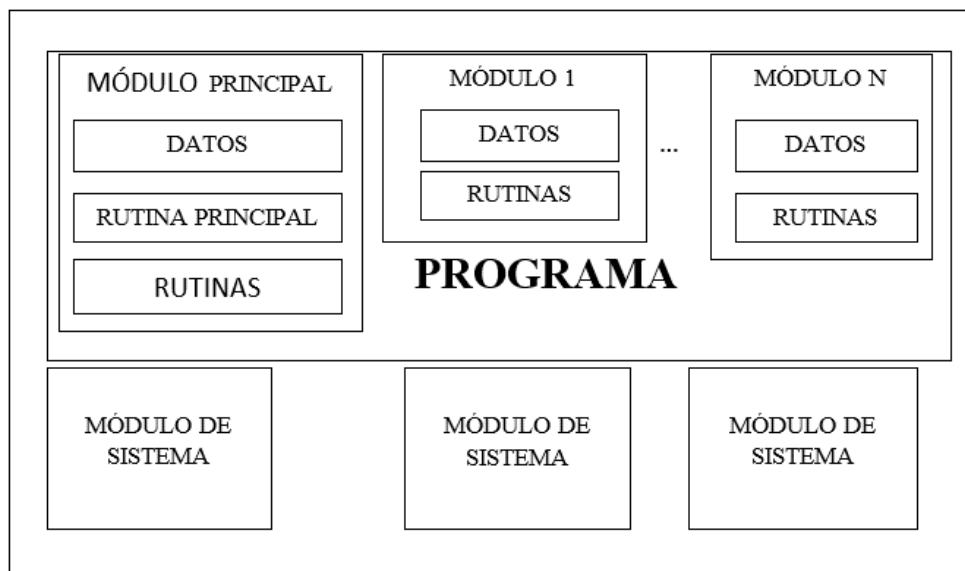 MÓDULO PRINCIPAL
DATOS
RUTINA PRINCIPAL
RUTINAS
MÓDULO 1
DATOS
RUTINAS
...
MÓDULO N
DATOS
RUTINAS
PROGRAMA
MÓDULO DE
SISTEMA
MÓDULO DE
SISTEMA
MÓDULO DE
SISTEMA